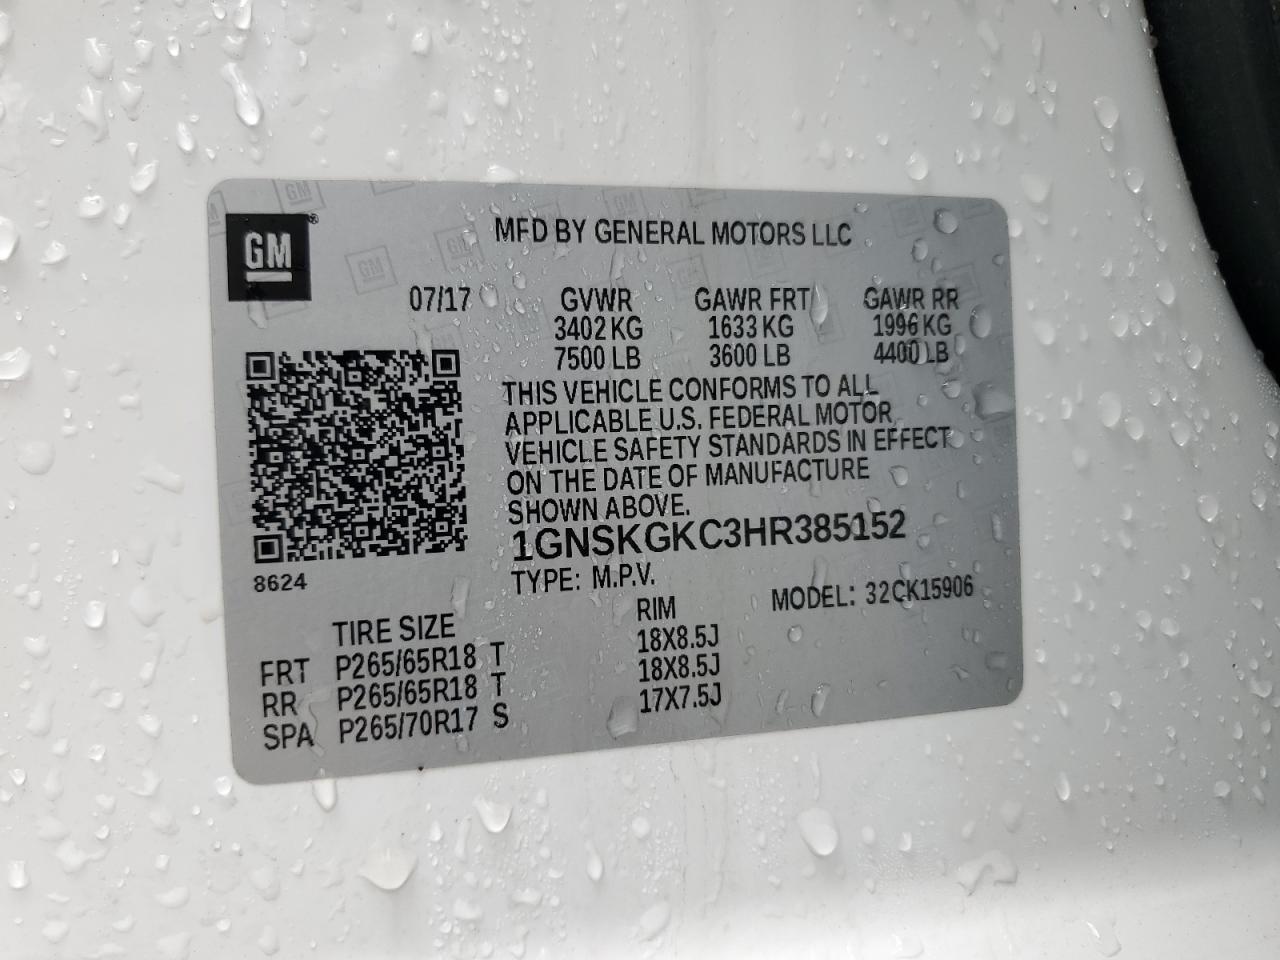 GM®
MFD BY GENERAL MOTORS LLC
07/17 GVWR GAWR FRT GAWR RR
3402 KG 1633 KG 1996 KG
7500 LB 3600 LB 4400 LB
THIS VEHICLE CONFORMS TO ALL
APPLICABLE U.S. FEDERAL MOTOR
VEHICLE SAFETY STANDARDS IN EFFECT
ON THE DATE OF MANUFACTURE
SHOWN ABOVE.
1GNSKGKC3HR385152
8624
TYPE: M.P.V. MODEL: 32CK15906
TIRE SIZE RIM
FRT P265/65R18 T 18X8.5J
RR P265/65R18 T 18X8.5J
SPA P265/70R17 S 17X7.5J